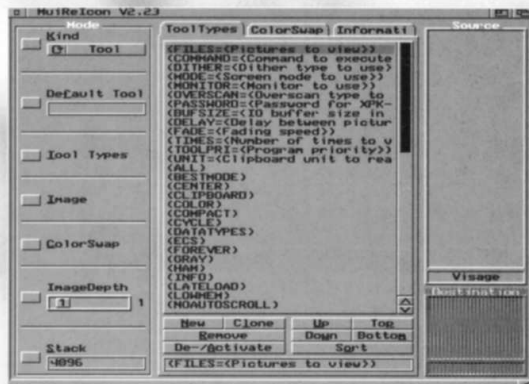 MuiReIcon V2.23
Mode
Kind
Tool
Default Tool
Tool Types
Image
ColorSwap
ImageDepth
1 1
Stack
4096
ToolTypes ColorSwap Informati
(FILES=(Pictures to view))
(COMMAND=(Command to execute
(DITHER=(Dither type to use)
(MODE=(Screen mode to use))
(MONITOR=(Monitor to use))
(OVERSCAN=(Overscan type to
(PASSWORD=(Password for XPK-
(BUFSIZE=(IO buffer size in
(DELAY=(Delay between pictur
(FADE=(Fading speed))
(TIMES=(Number of times to v
(TOOLPRI=(Program priority))
(UNIT=(Clipboard unit to rea
(ALL)
(BESTMODE)
(CENTER)
(CLIPBOARD)
(COLOR)
(COMPACT)
(CYCLE)
(DATATYPES)
(ECS)
(FOREVER)
(GRAY)
(HAM)
(INFO)
(LATELOAD)
(LOWMEM)
(NOAUTOSCROLL)
New Clone Up Top
Remove Down Bottom
De-/Activate Sort
(FILES=(Pictures to view))
Source
Visage
Destination